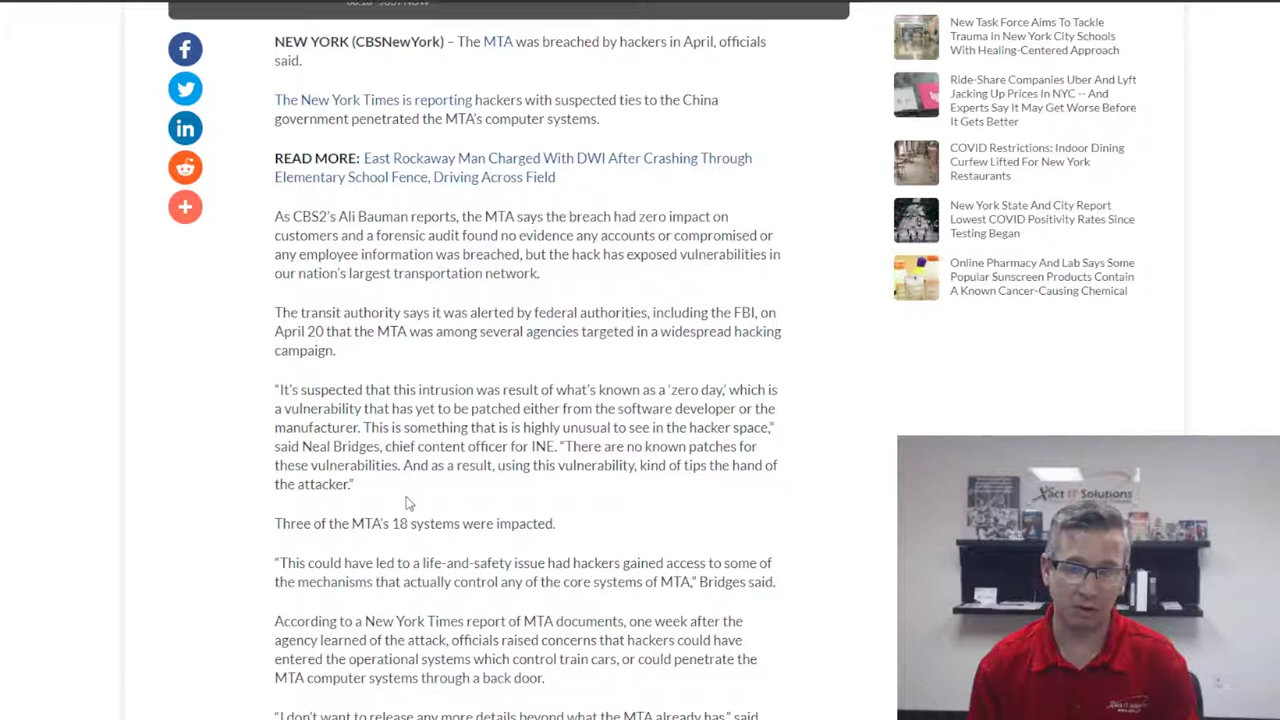 NEW YORK (CBSNewYork) – The MTA was breached by hackers in April, officials
said.
The New York Times is reporting hackers with suspected ties to the China
government penetrated the MTA's computer systems.
READ MORE: East Rockaway Man Charged With DWI After Crashing Through
Elementary School Fence, Driving Across Field
As CBS2's Ali Bauman reports, the MTA says the breach had zero impact on
customers and a forensic audit found no evidence any accounts or compromised or
any employee information was breached, but the hack has exposed vulnerabilities in
our nation's largest transportation network.
The transit authority says it was alerted by federal authorities, including the FBI, on
April 20 that the MTA was among several agencies targeted in a widespread hacking
campaign.
“It's suspected that this intrusion was result of what's known as a ‘zero day,’ which is
a vulnerability that has yet to be patched either from the software developer or the
manufacturer. This is something that is is highly unusual to see in the hacker space,”
said Neal Bridges, chief content officer for INE. “There are no known patches for
these vulnerabilities. And as a result, using this vulnerability, kind of tips the hand of
the attacker.”
Three of the MTA's 18 systems were impacted.
“This could have led to a life-and-safety issue had hackers gained access to some of
the mechanisms that actually control any of the core systems of MTA,” Bridges said.
According to a New York Times report of MTA documents, one week after the
agency learned of the attack, officials raised concerns that hackers could have
entered the operational systems which control train cars, or could penetrate the
MTA computer systems through a back door.
“I don't want to release any more details beyond what the MTA already has,” said
New Task Force Aims To Tackle
Trauma In New York City Schools
With Healing-Centered Approach
Ride-Share Companies Uber And Lyft
Jacking Up Prices In NYC -- And
Experts Say It May Get Worse Before
It Gets Better
COVID Restrictions: Indoor Dining
Curfew Lifted For New York
Restaurants
New York State And City Report
Lowest COVID Positivity Rates Since
Testing Began
Online Pharmacy And Lab Says Some
Popular Sunscreen Products Contain
A Known Cancer-Causing Chemical
Xact IT Solutions